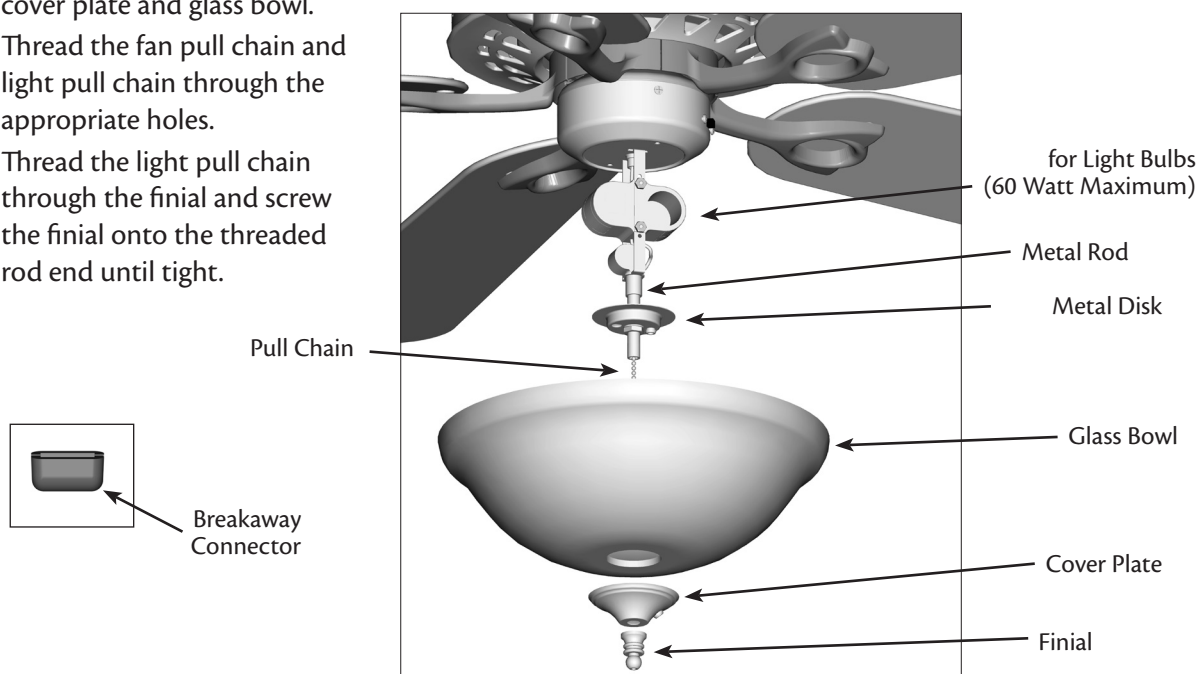 cover plate and glass bowl.
Thread the fan pull chain and
light pull chain through the
appropriate holes.
Thread the light pull chain
through the finial and screw
the finial onto the threaded
rod end until tight.
for Light Bulbs
(60 Watt Maximum)
Metal Rod
Metal Disk
Pull Chain
Glass Bowl
Breakaway
Connector
Cover Plate
Finial